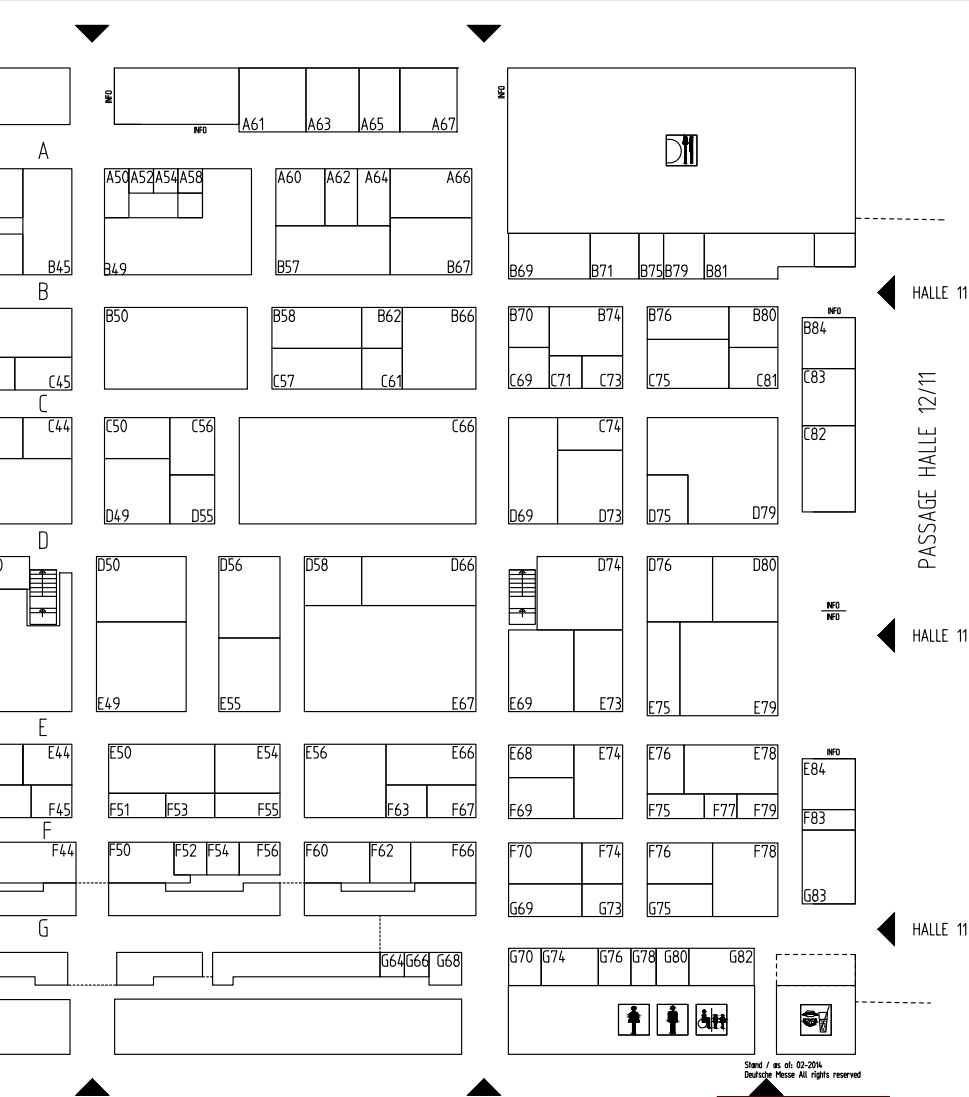 INFO
INFO
A61 A63 A65 A67
INFO
A
A50 A52 A54 A58 A60 A62 A64 A66
B45 B49 B57 B67 B69 B71 B75 B79 B81
B HALLE 11
INFO
B50 B58 B62 B66 B70 B74 B76 B80 B84
C45 C57 C61 C69 C71 C73 C75 C81 C83
C
PASSAGE HALLE 12/11
C44 C50 C56 C66 C74 C82
D49 D55 D69 D73 D75 D79
D
D50 D56 D58 D66 D74 D76 D80
INFO
INFO
HALLE 11
E49 E55 E67 E69 E73 E75 E79
E
INFO
E44 E50 E54 E56 E66 E68 E74 E76 E78 E84
F45 F51 F53 F55 F63 F67 F69 F75 F77 F79 F83
F
F44 F50 F52 F54 F56 F60 F62 F66 F70 F74 F76 F78
G69 G73 G75 G83
G HALLE 11
G64 G66 G68 G70 G74 G76 G78 G80 G82
Stand / as of: 02-2014
Deutsche Messe All rights reserved